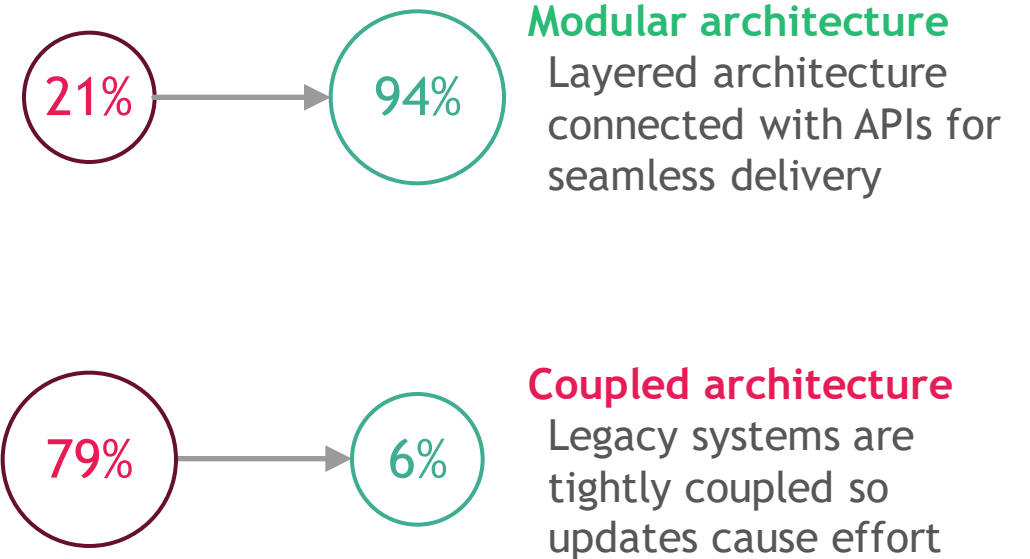 21%
94%
Modular architecture
Layered architecture
connected with APIs for
seamless delivery
79%
6%
Coupled architecture
Legacy systems are
tightly coupled so
updates cause effort